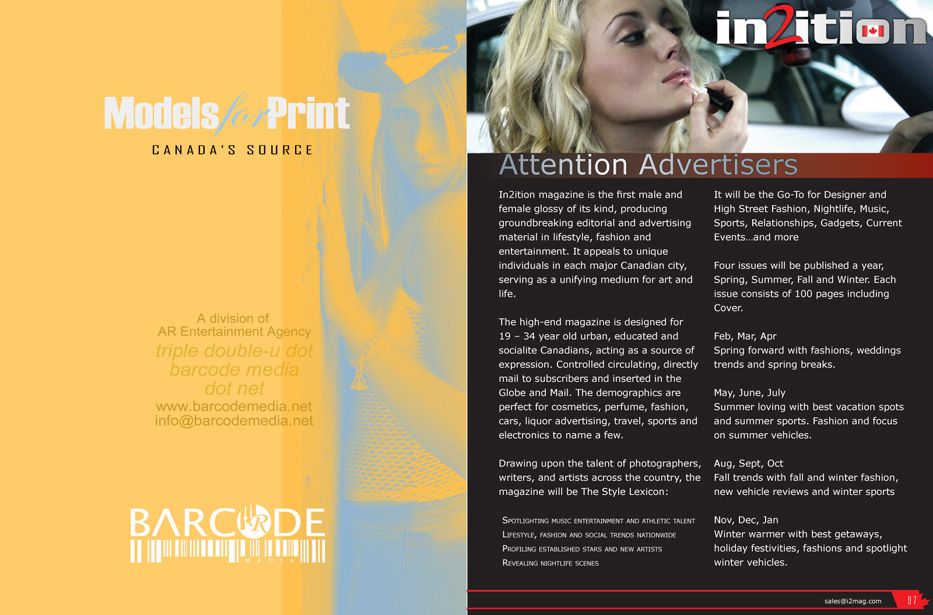 Models for Print
CANADA'S SOURCE
A division of
AR Entertainment Agency
triple double-u dot
barcode media
dot net
www.barcodemedia.net
info@barcodemedia.net
BARCODE
MEDIA
in2ition
Attention Advertisers
In2ition magazine is the first male and
female glossy of its kind, producing
groundbreaking editorial and advertising
material in lifestyle, fashion and
entertainment. It appeals to unique
individuals in each major Canadian city,
serving as a unifying medium for art and
life.
The high-end magazine is designed for
19 – 34 year old urban, educated and
socialite Canadians, acting as a source of
expression. Controlled circulating, directly
mail to subscribers and inserted in the
Globe and Mail. The demographics are
perfect for cosmetics, perfume, fashion,
cars, liquor advertising, travel, sports and
electronics to name a few.
Drawing upon the talent of photographers,
writers, and artists across the country, the
magazine will be The Style Lexicon:
Spotlighting music entertainment and athletic talent
Lifestyle, fashion and social trends nationwide
Profiling established stars and new artists
Revealing nightlife scenes
It will be the Go-To for Designer and
High Street Fashion, Nightlife, Music,
Sports, Relationships, Gadgets, Current
Events…and more
Four issues will be published a year,
Spring, Summer, Fall and Winter. Each
issue consists of 100 pages including
Cover.
Feb, Mar, Apr
Spring forward with fashions, weddings
trends and spring breaks.
May, June, July
Summer loving with best vacation spots
and summer sports. Fashion and focus
on summer vehicles.
Aug, Sept, Oct
Fall trends with fall and winter fashion,
new vehicle reviews and winter sports
Nov, Dec, Jan
Winter warmer with best getaways,
holiday festivities, fashions and spotlight
winter vehicles.
sales@i2mag.com
97